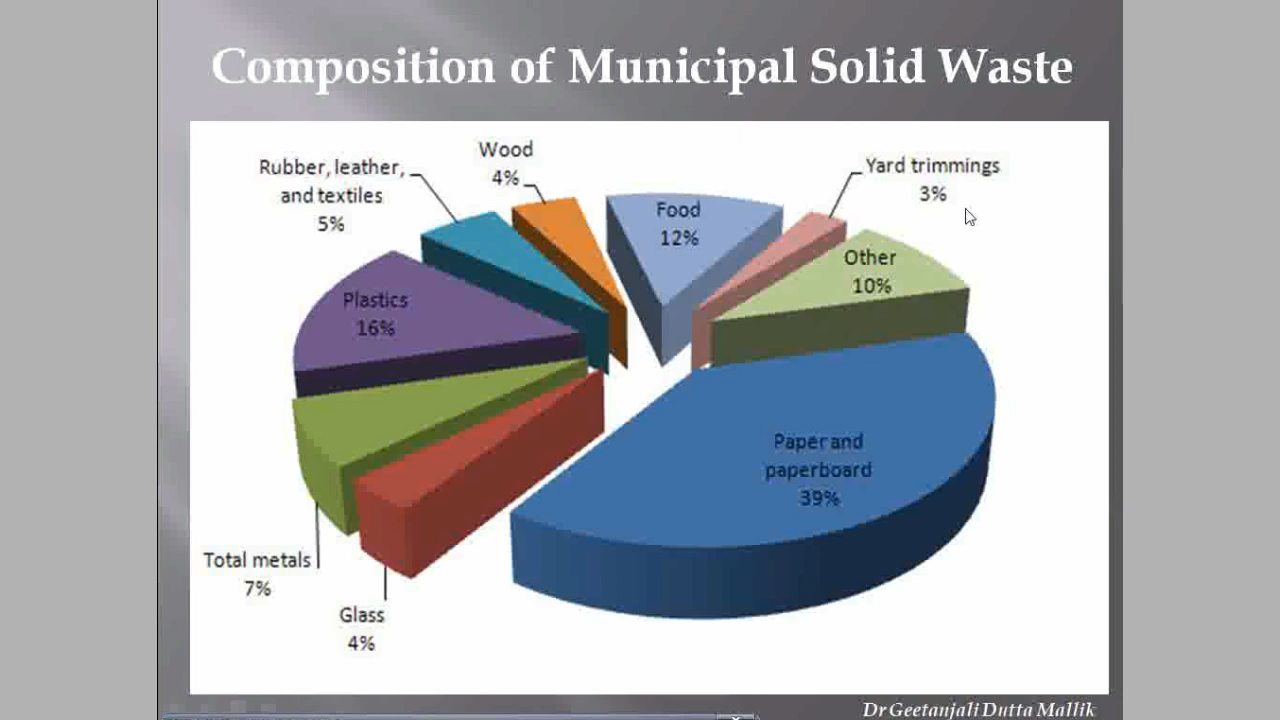 Composition of Municipal Solid Waste
Rubber, leather,
and textiles
5%
Wood
4%
Food
12%
Yard trimmings
3%
Other
10%
Plastics
16%
Paper and
paperboard
39%
Total metals
7%
Glass
4%
Dr Geetanjali Dutta Mallik